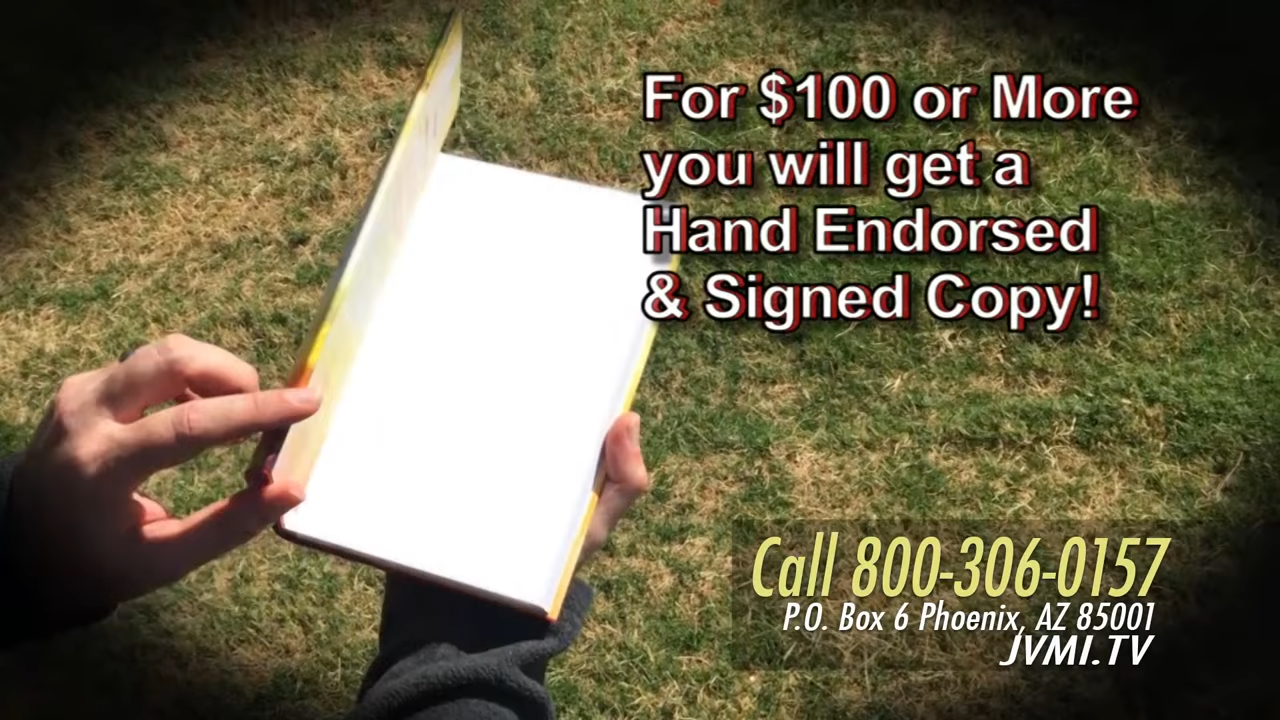 For $100 or More
you will get a
Hand Endorsed
& Signed Copy!
Call 800-306-0157
P.O. Box 6 Phoenix, AZ 85001
JVMI.TV